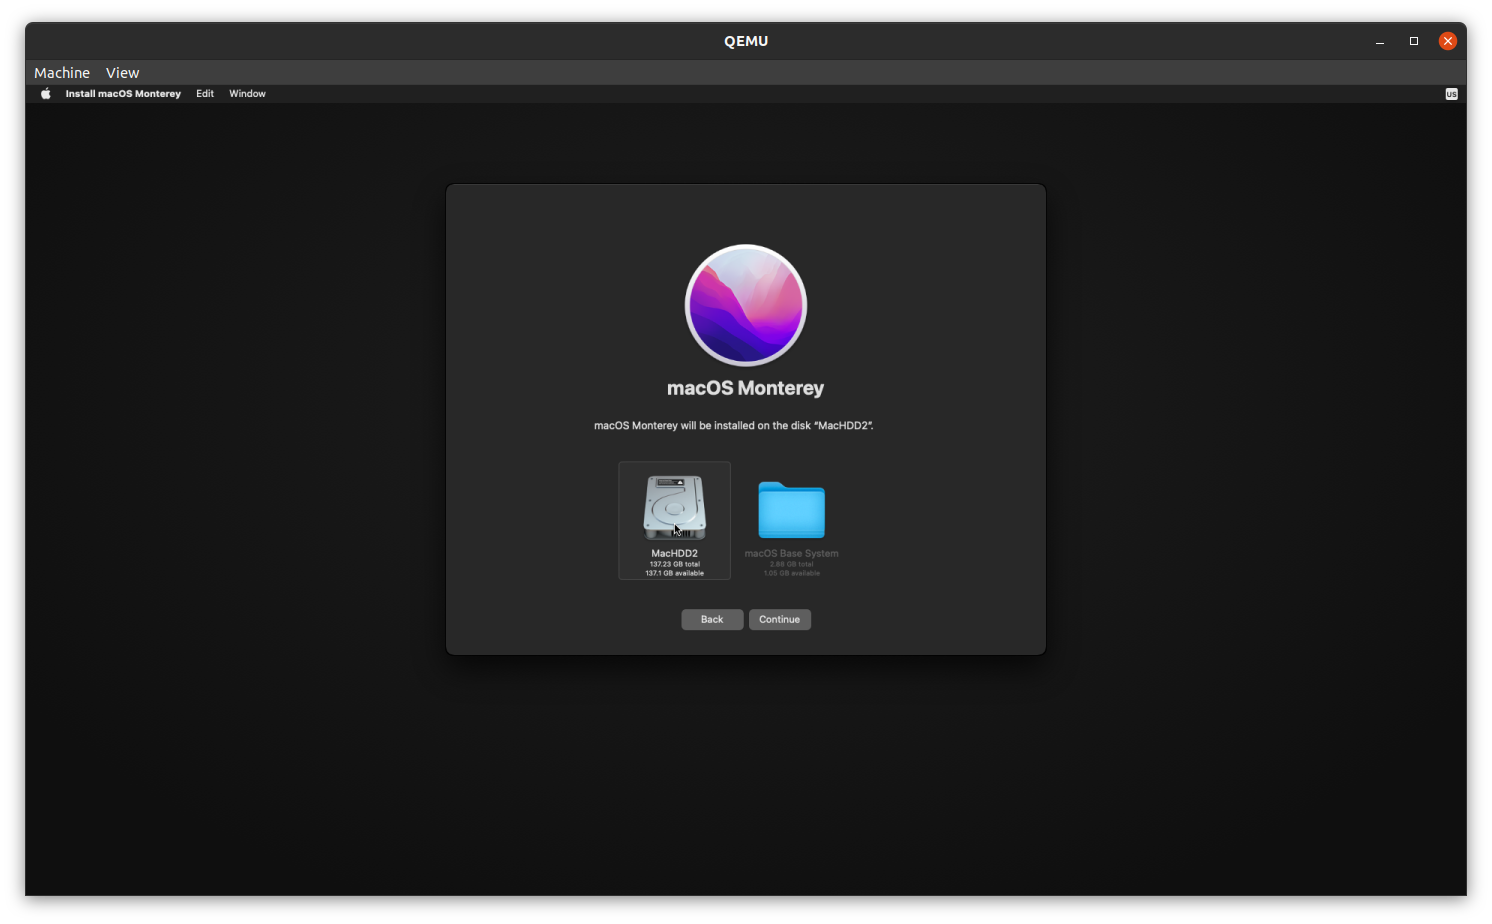 QEMU
Machine View
Install macOS Monterey Edit Window US
macOS Monterey
macOS Monterey will be installed on the disk “MacHDD2”.
MacHDD2 macOS Base System
137.23 GB total 2.88 GB total
137.1 GB available 1.05 GB available
Back Continue